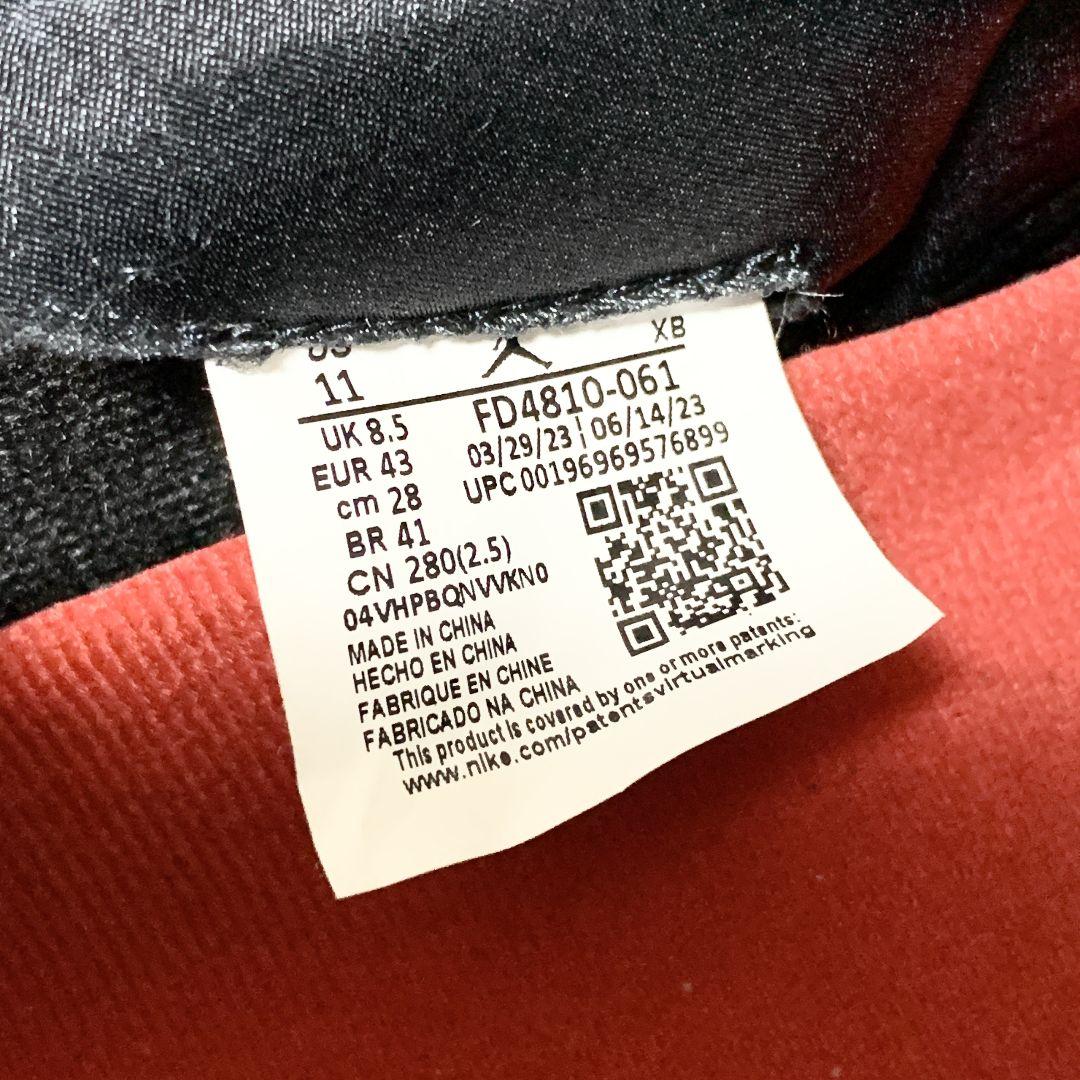 US XB
11
FD4810-061
UK 8.5
03/29/23 | 06/14/23
EUR 43
UPC 00196969576899
cm 28
BR 41
CN 280(2.5)
04VHPBQNVVKN0
MADE IN CHINA
HECHO EN CHINA
FABRIQUE EN CHINE
FABRICADO NA CHINA
This product is covered by one or more patents:
www.nike.com/patentsvirtualmarking